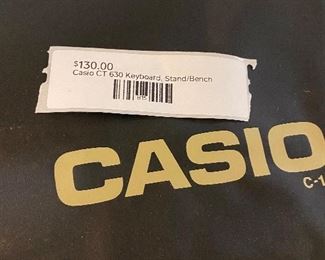 $130.00
Casio CT 630 Keyboard, Stand/Bench
CASIO
C-1